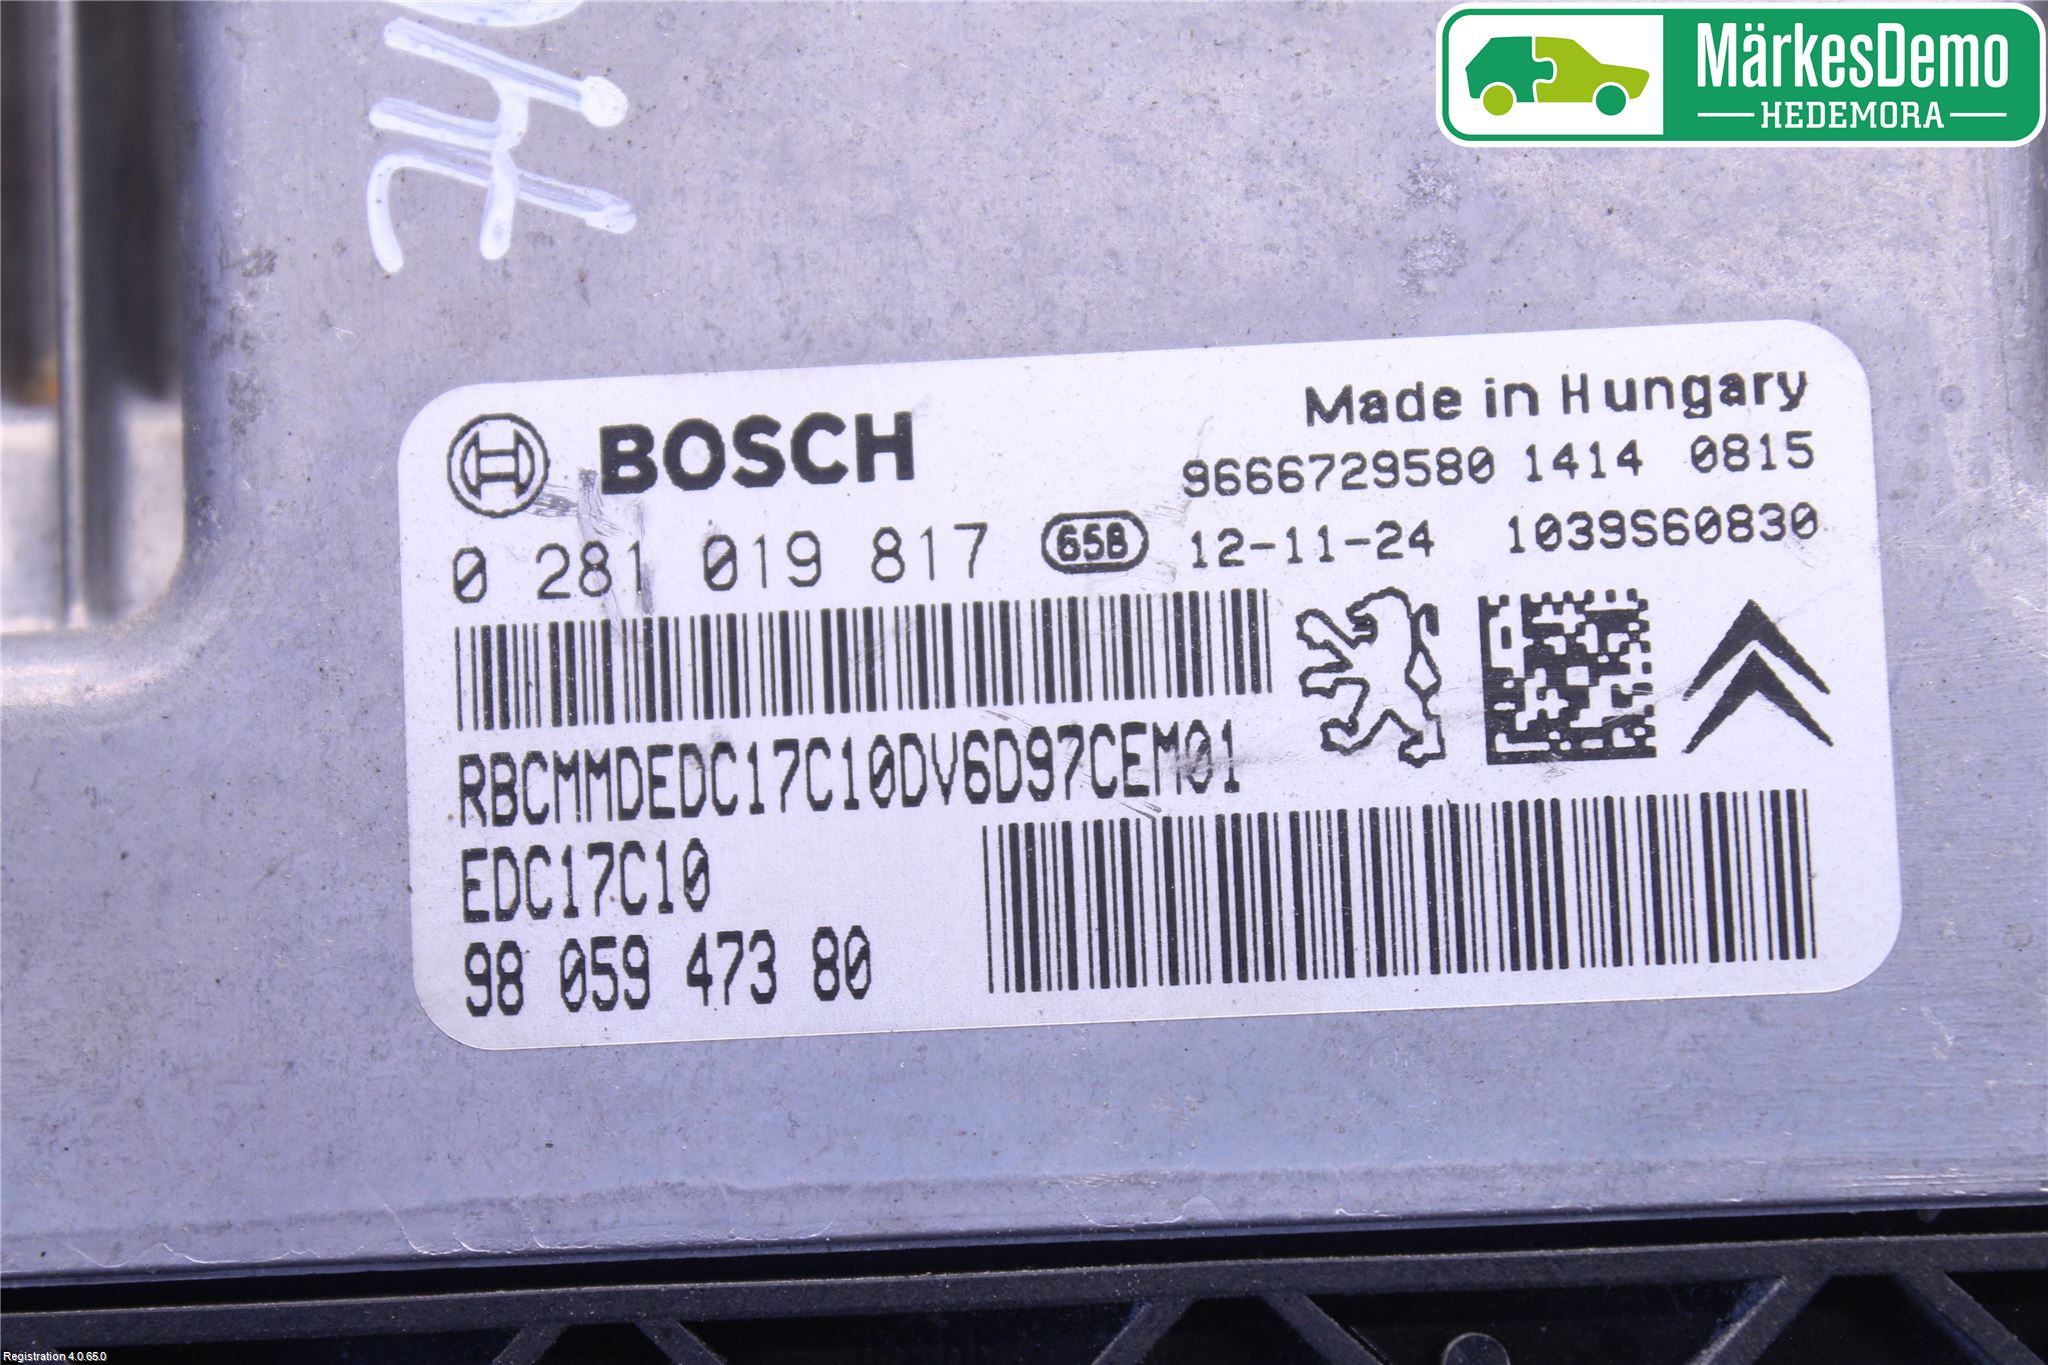 MärkesDemo
HEDEMORA
BOSCH
Made in Hungary
9666729580 1414 0815
0 281 019 817 658 12-11-24 1039S60830
RBCMMDEDC17C10DV6D97CEM01
EDC17C10
98 059 473 80
Registration 4.0.65.0